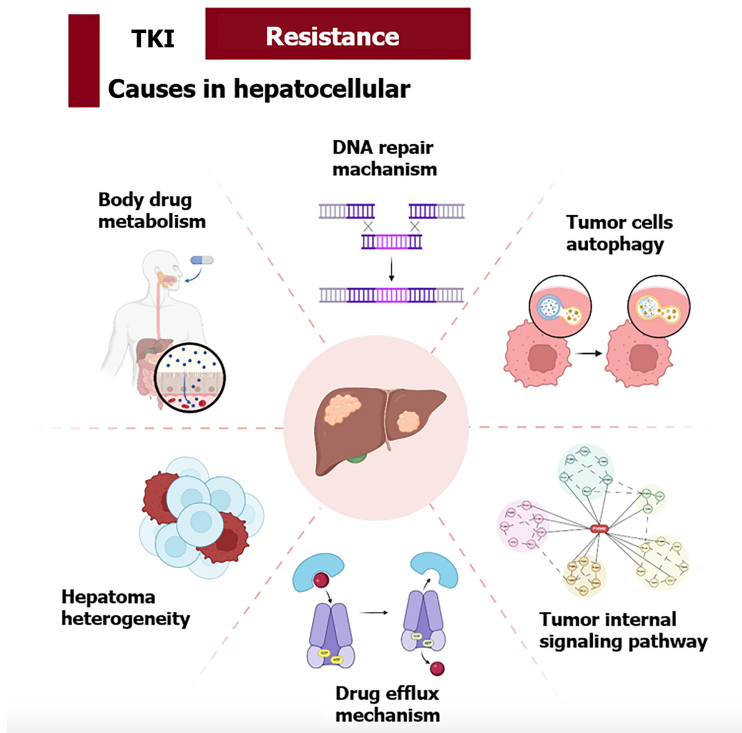 TKI Resistance
Causes in hepatocellular
DNA repair
machanism
Body drug
metabolism
Tumor cells
autophagy
Hepatoma
heterogeneity
Tumor internal
signaling pathway
Drug efflux
mechanism